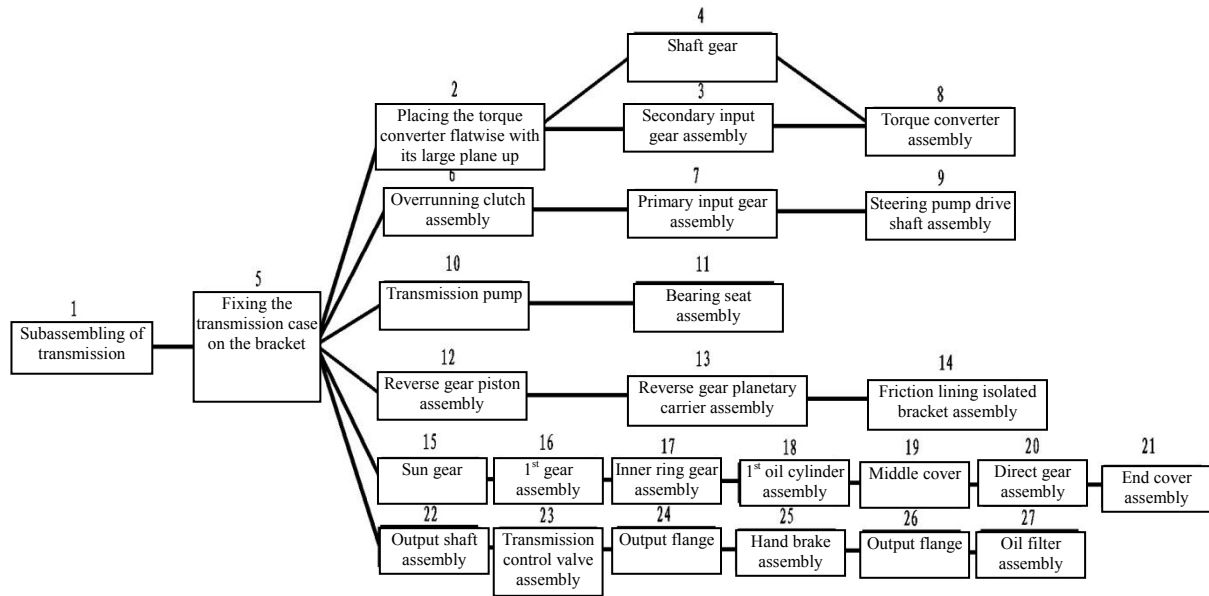 4
Shaft gear
2
Placing the torque
converter flatwise with
its large plane up
3
Secondary input
gear assembly
8
Torque converter
assembly
6
Overrunning clutch
assembly
7
Primary input gear
assembly
9
Steering pump drive
shaft assembly
1
Subassembling of
transmission
5
Fixing the
transmission case
on the bracket
10
Transmission pump
11
Bearing seat
assembly
12
Reverse gear piston
assembly
13
Reverse gear planetary
carrier assembly
14
Friction lining isolated
bracket assembly
15
Sun gear
16
1st gear
assembly
17
Inner ring gear
assembly
18
1st oil cylinder
assembly
19
Middle cover
20
Direct gear
assembly
21
End cover
assembly
22
Output shaft
assembly
23
Transmission
control valve
assembly
24
Output flange
25
Hand brake
assembly
26
Output flange
27
Oil filter
assembly